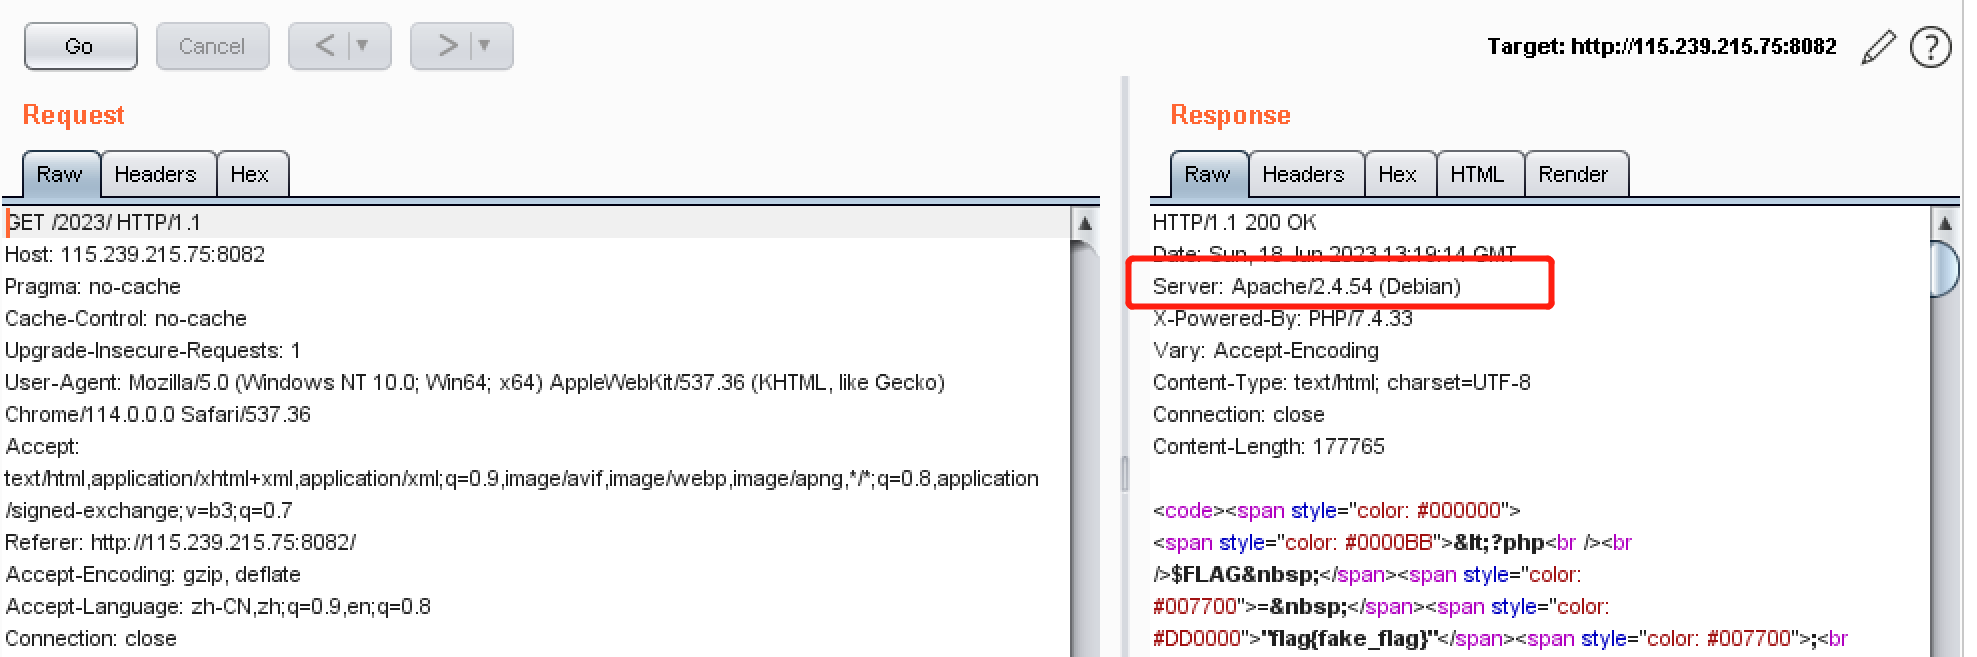 Go
Cancel
<
>
Target: http://115.239.215.75:8082
?
Request
Raw
Headers
Hex
GET /2023/ HTTP/1.1
Host: 115.239.215.75:8082
Pragma: no-cache
Cache-Control: no-cache
Upgrade-Insecure-Requests: 1
User-Agent: Mozilla/5.0 (Windows NT 10.0; Win64; x64) AppleWebKit/537.36 (KHTML, like Gecko)
Chrome/114.0.0.0 Safari/537.36
Accept:
text/html,application/xhtml+xml,application/xml;q=0.9,image/avif,image/webp,image/apng,*/*;q=0.8,application
/signed-exchange;v=b3;q=0.7
Referer: http://115.239.215.75:8082/
Accept-Encoding: gzip, deflate
Accept-Language: zh-CN,zh;q=0.9,en;q=0.8
Connection: close
Response
Raw
Headers
Hex
HTML
Render
HTTP/1.1 200 OK
Date: Sun, 18 Jun 2023 13:19:14 GMT
Server: Apache/2.4.54 (Debian)
X-Powered-By: PHP/7.4.33
Vary: Accept-Encoding
Content-Type: text/html; charset=UTF-8
Connection: close
Content-Length: 177765
<code><span style="color: #000000">
<span style="color: #0000BB">&lt;?php<br /><br
/>$FLAG&nbsp;</span><span style="color:
#007700">=&nbsp;</span><span style="color:
#DD0000">"flag{fake_flag}"</span><span style="color: #007700">;<br